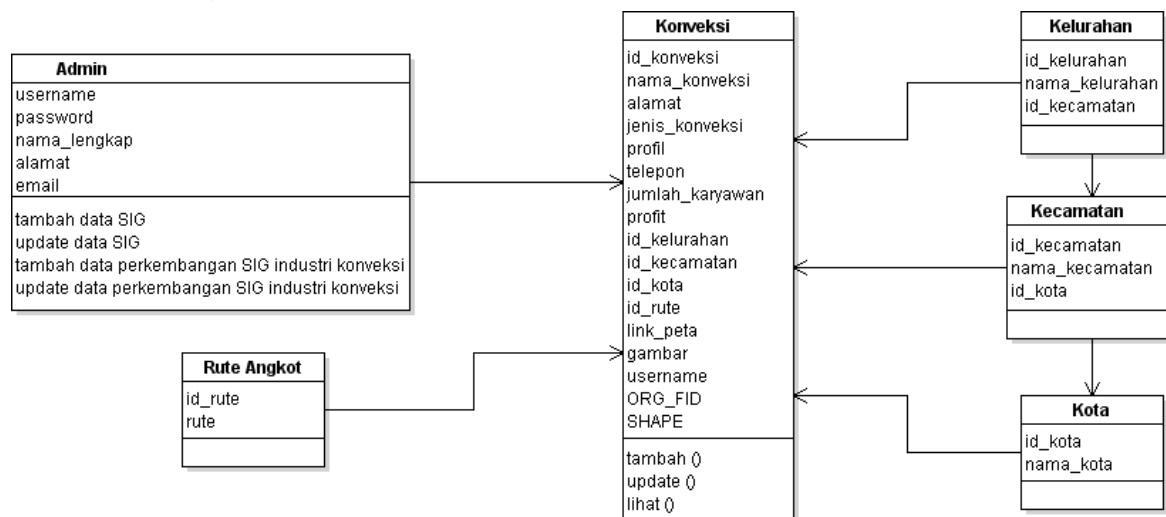 Admin
username
password
nama_lengkap
alamat
email
tambah data SIG
update data SIG
tambah data perkembangan SIG industri konveksi
update data perkembangan SIG industri konveksi
Rute Angkot
id_rute
rute
Konveksi
id_konveksi
nama_konveksi
alamat
jenis_konveksi
profil
telepon
jumlah_karyawan
profit
id_kelurahan
id_kecamatan
id_kota
id_rute
link_peta
gambar
username
ORG_FID
SHAPE
tambah ()
update ()
lihat ()
Kelurahan
id_kelurahan
nama_kelurahan
id_kecamatan
Kecamatan
id_kecamatan
nama_kecamatan
id_kota
Kota
id_kota
nama_kota